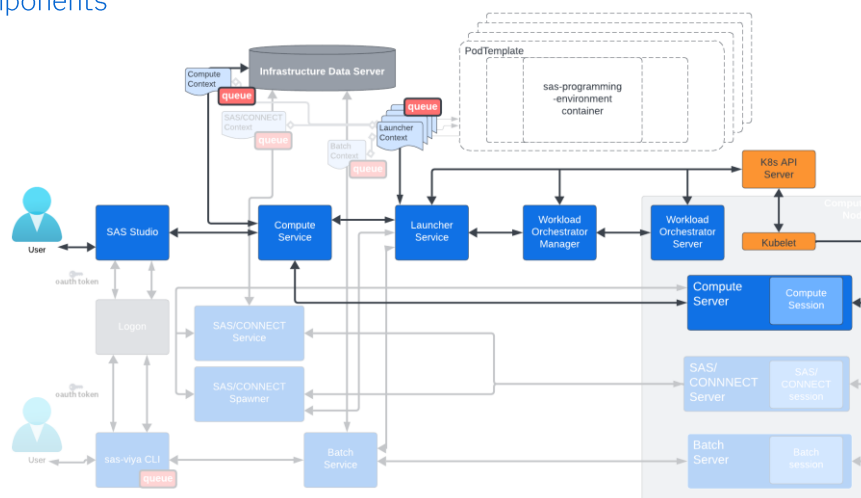 PodTemplate
Compute
Context
queue
Infrastructure Data Server
sas-programming
-environment
container
SAS/CONNECT
Context
queue
queue
Launcher
Context
Batch
Context
queue
K8s API
Server
User
SAS Studio
Compute
Service
Launcher
Service
Workload
Orchestrator
Manager
Workload
Orchestrator
Server
Kubelet
oauth token
Logon
SAS/CONNECT
Service
Compute
Server
Compute
Session
SAS/CONNECT
Spawner
SAS/
CONNNECT
Server
SAS/
CONNECT
session
oauth token
User
sas-viya CLI
queue
Batch
Service
Batch
Server
Batch
session